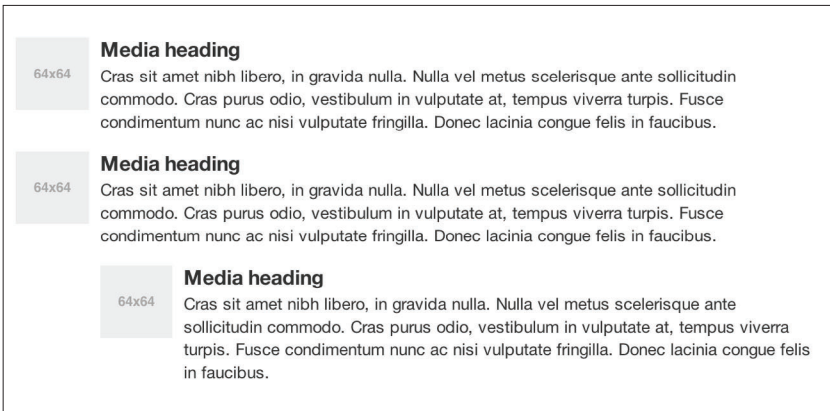 Media heading
64x64
Cras sit amet nibh libero, in gravida nulla. Nulla vel metus scelerisque ante sollicitudin
commodo. Cras purus odio, vestibulum in vulputate at, tempus viverra turpis. Fusce
condimentum nunc ac nisi vulputate fringilla. Donec lacinia congue felis in faucibus.
Media heading
64x64
Cras sit amet nibh libero, in gravida nulla. Nulla vel metus scelerisque ante sollicitudin
commodo. Cras purus odio, vestibulum in vulputate at, tempus viverra turpis. Fusce
condimentum nunc ac nisi vulputate fringilla. Donec lacinia congue felis in faucibus.
Media heading
64x64
Cras sit amet nibh libero, in gravida nulla. Nulla vel metus scelerisque ante
sollicitudin commodo. Cras purus odio, vestibulum in vulputate at, tempus viverra
turpis. Fusce condimentum nunc ac nisi vulputate fringilla. Donec lacinia congue felis
in faucibus.